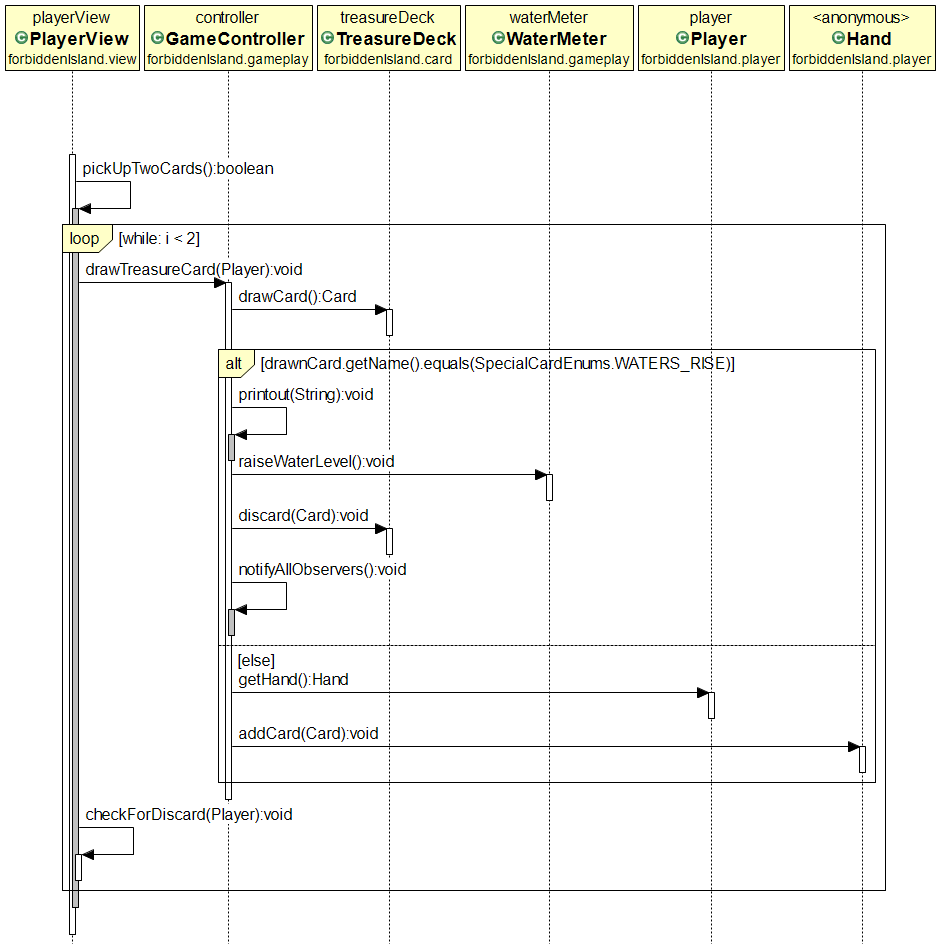 playerView
PlayerView
forbiddenIsland.view
controller
GameController
forbiddenIsland.gameplay
treasureDeck
TreasureDeck
forbiddenIsland.card
waterMeter
WaterMeter
forbiddenIsland.gameplay
player
Player
forbiddenIsland.player
<anonymous>
Hand
forbiddenIsland.player
pickUpTwoCards():boolean
loop [while: i < 2]
drawTreasureCard(Player):void
drawCard():Card
alt [drawnCard.getName().equals(SpecialCardEnums.WATERS_RISE)]
printout(String):void
raiseWaterLevel():void
discard(Card):void
notifyAllObservers():void
[else]
getHand():Hand
addCard(Card):void
checkForDiscard(Player):void